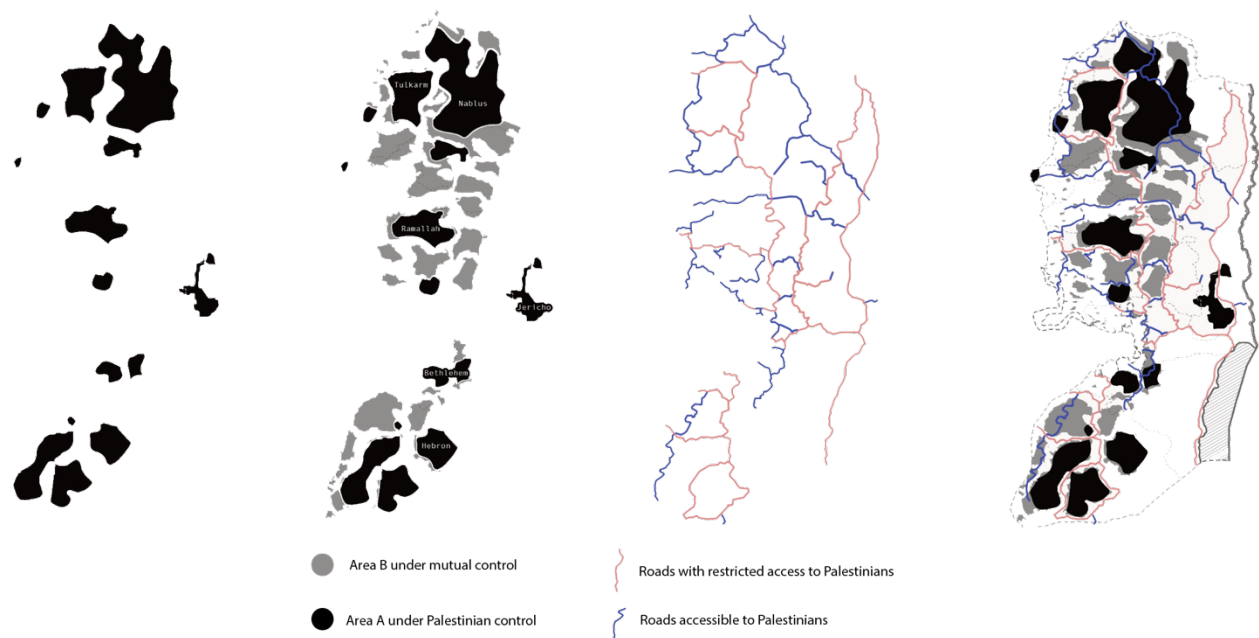 Tulkarm
Nablus
Ramallah
Jericho
Bethlehem
Hebron
Area B under mutual control
Roads with restricted access to Palestinians
Area A under Palestinian control
Roads accessible to Palestinians